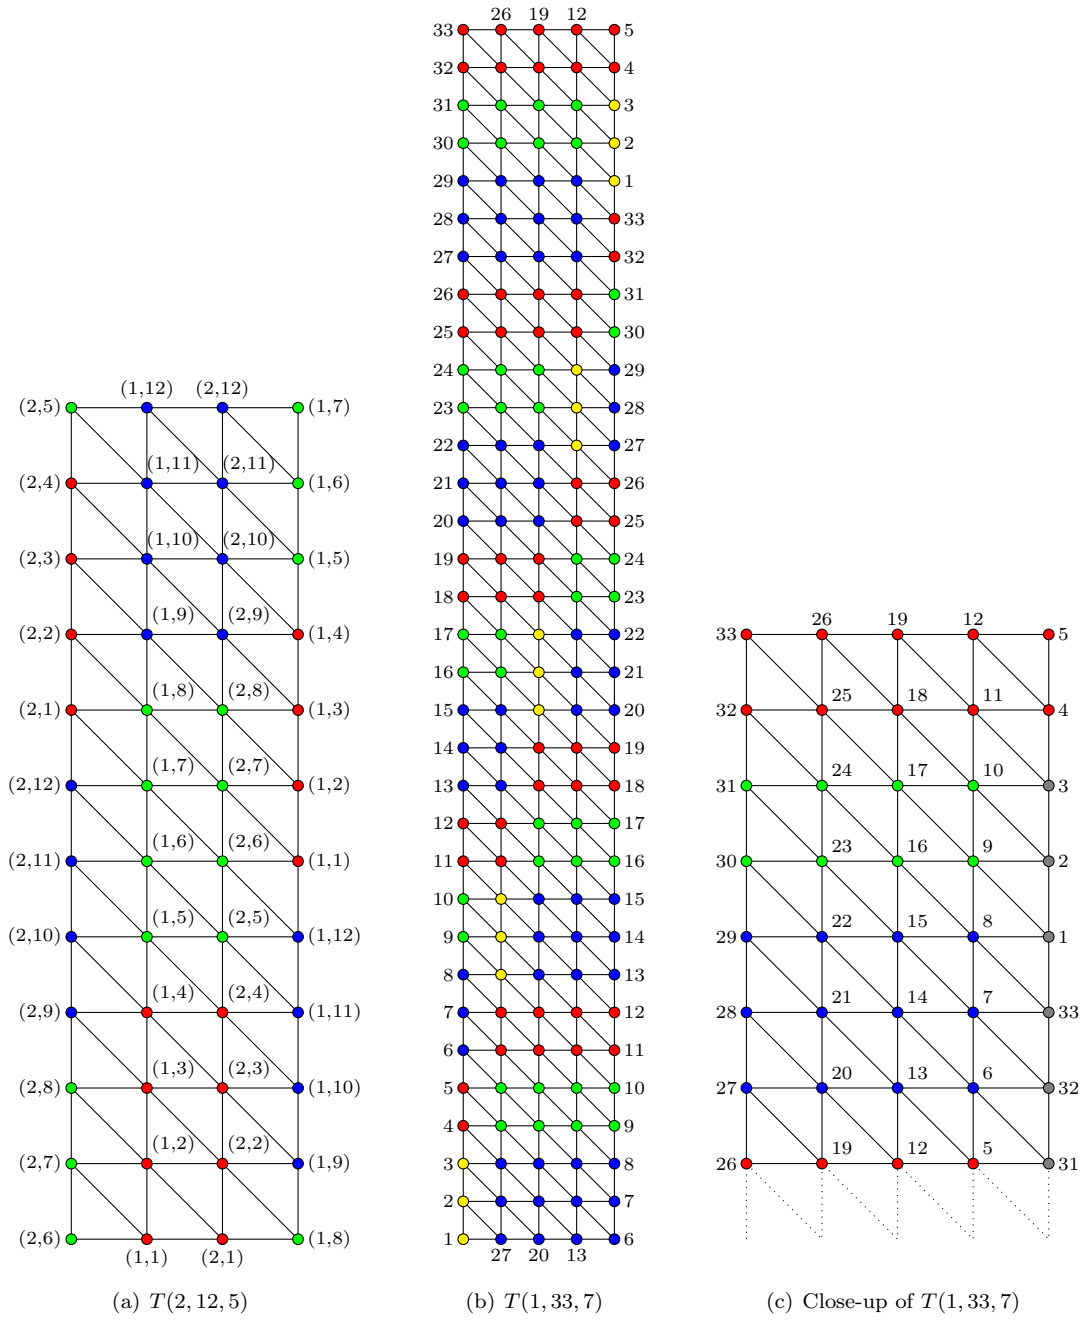 26 19 12
33 5
32 4
31 3
30 2
29 1
28 33
27 32
26 31
25 30
24 29
(1,12) (2,12)
(2,5) (1,7) 23 28
22 27
(1,11) (2,11)
(2,4) (1,6) 21 26
20 25
(1,10) (2,10)
(2,3) (1,5) 19 24
18 23
(1,9) (2,9) 26 19 12
(2,2) (1,4) 17 22 33 5
16 21
(1,8) (2,8) 25 18 11
(2,1) (1,3) 15 20 32 4
14 19
(1,7) (2,7) 24 17 10
(2,12) (1,2) 13 18 31 3
12 17
(1,6) (2,6) 23 16 9
(2,11) (1,1) 11 16 30 2
10 15
(1,5) (2,5) 22 15 8
(2,10) (1,12) 9 14 29 1
8 13
(1,4) (2,4) 21 14 7
(2,9) (1,11) 7 12 28 33
6 11
(1,3) (2,3) 20 13 6
(2,8) (1,10) 5 10 27 32
4 9
(1,2) (2,2) 19 12 5
(2,7) (1,9) 3 8 26 31
2 7
(2,6) (1,8) 1 6
(1,1) (2,1) 27 20 13
(a) T(2, 12, 5) (b) T(1, 33, 7) (c) Close-up of T(1, 33, 7)